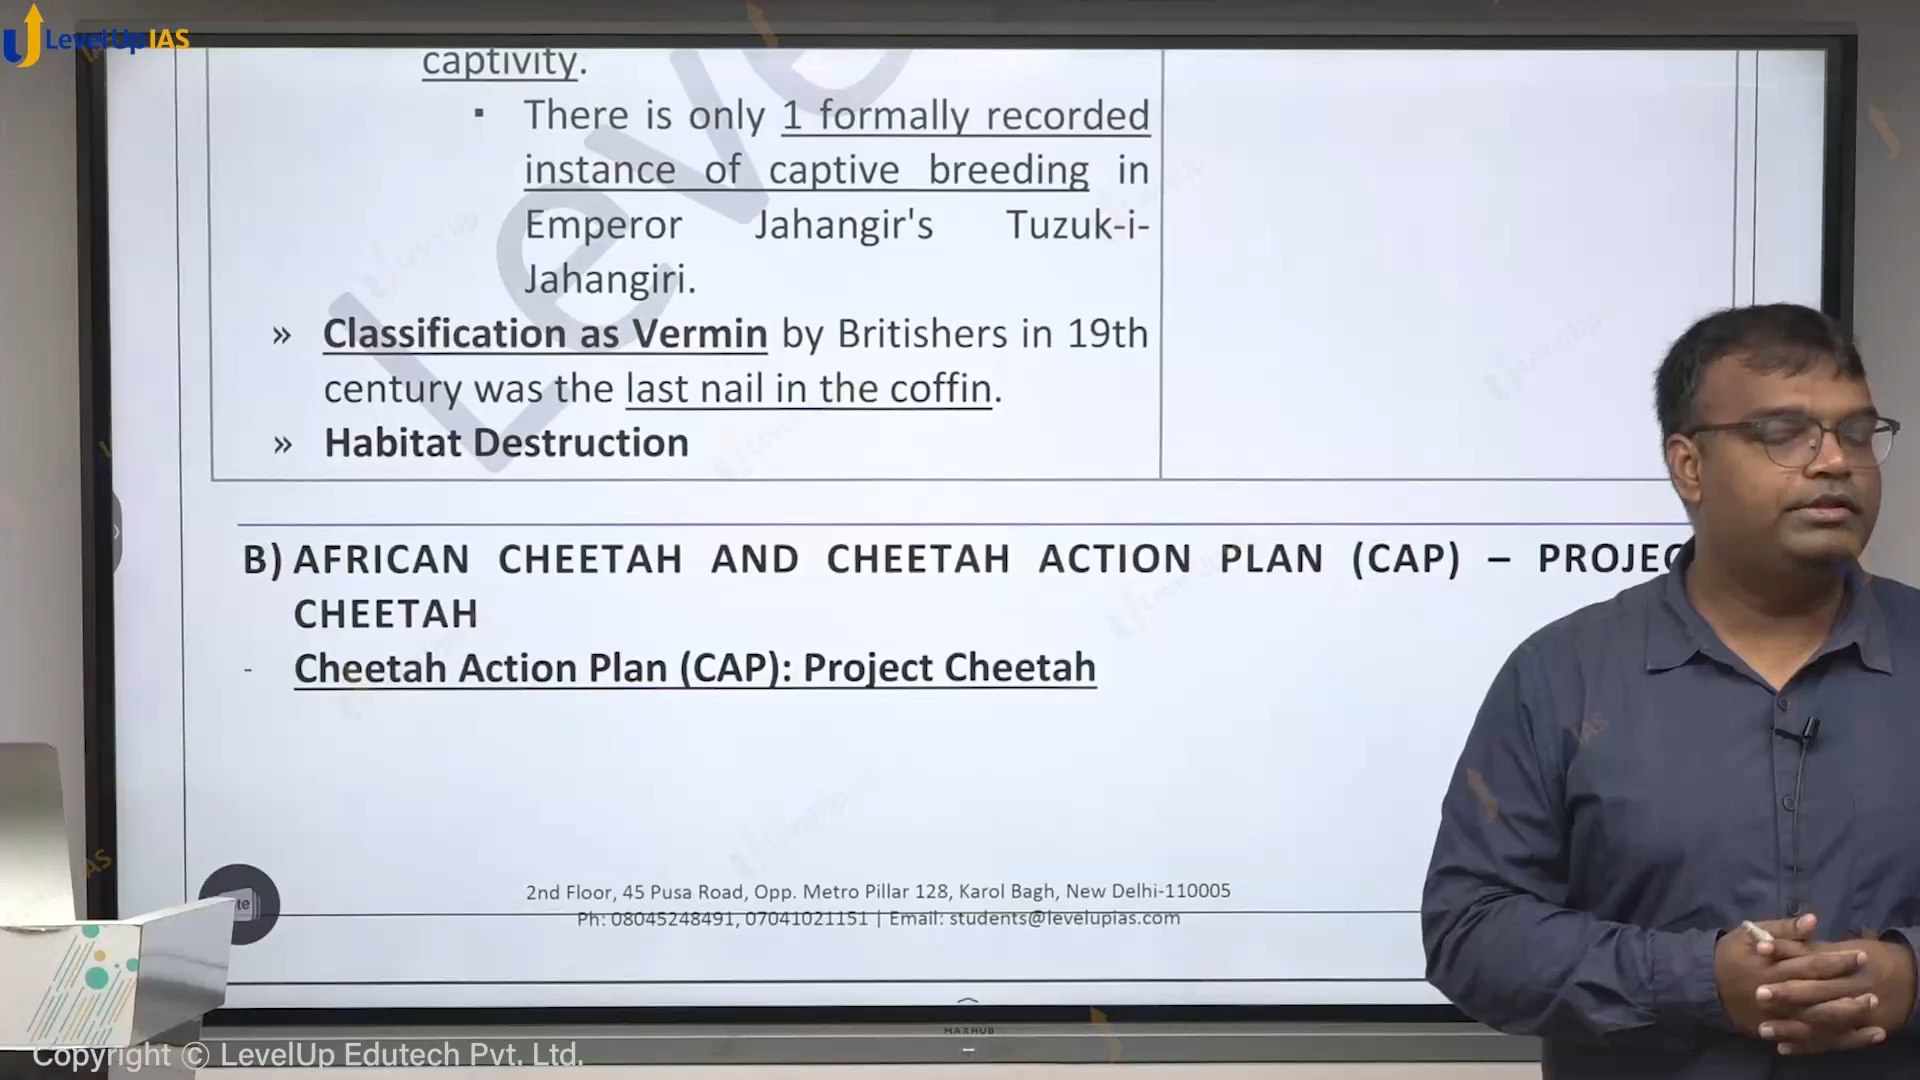 LevelUp IAS
captivity.
▪ There is only 1 formally recorded
instance of captive breeding in
Emperor Jahangir's Tuzuk-i-
Jahangiri.
» Classification as Vermin by Britishers in 19th
century was the last nail in the coffin.
» Habitat Destruction
B) AFRICAN CHEETAH AND CHEETAH ACTION PLAN (CAP) –
CHEETAH
- Cheetah Action Plan (CAP): Project Cheetah
2nd Floor, 45 Pusa Road, Opp. Metro Pillar 128, Karol Bagh, New Delhi-110005
Ph: 08045248491, 07041021151 | Email: students@levelupias.com
MAXHUB
Copyright © LevelUp Edutech Pvt. Ltd.